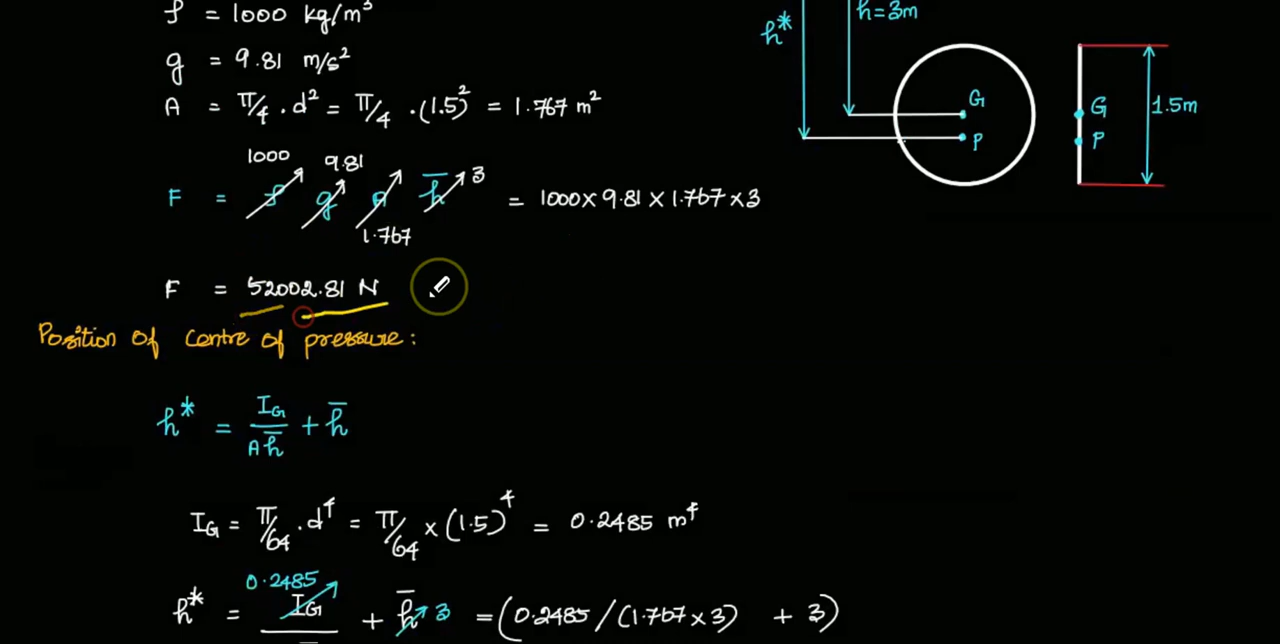 ρ = 1000 kg/m³
g = 9.81 m/s²
A = π/4 . d² = π/4 . (1.5)² = 1.767 m²
1000 9.81 3
F = ρ g A h̅ = 1000 × 9.81 × 1.767 × 3
1.767
F = 52002.81 N
Position of centre of pressure:
h* = IG / A h̅ + h̅
IG = π/64 . d⁴ = π/64 × (1.5)⁴ = 0.2485 m⁴
0.2485
h* = IG + h̅ 3 = (0.2485 / (1.767 × 3) + 3)
h* h̅ = 3m
G G 1.5m
P P